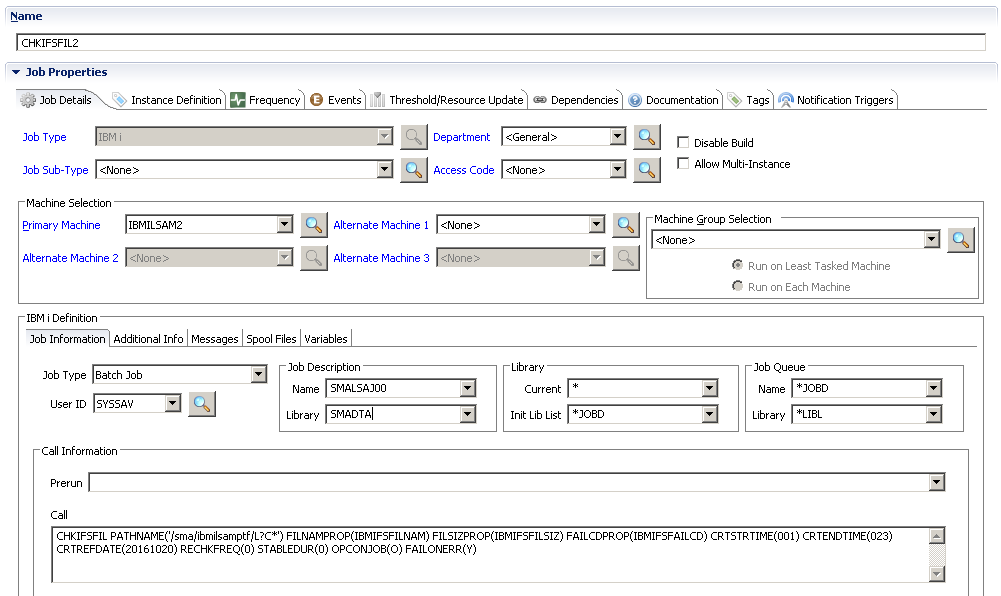 Name
CHKIFSFIL2
Job Properties
Job Details Instance Definition Frequency Events Threshold/Resource Update Dependencies Documentation Tags Notification Triggers
Job Type IBM i Department <General> Disable Build
Job Sub-Type <None> Access Code <None> Allow Multi-Instance
Machine Selection
Primary Machine IBMILSAM2 Alternate Machine 1 <None>
Alternate Machine 2 <None> Alternate Machine 3 <None>
Machine Group Selection
<None>
Run on Least Tasked Machine
Run on Each Machine
IBM i Definition
Job Information Additional Info Messages Spool Files Variables
Job Type Batch Job
User ID SYSSAV
Job Description
Name SMALSAJ00
Library SMADTA
Library
Current *
Init Lib List *JOBD
Job Queue
Name *JOBD
Library *LIBL
Call Information
Prerun
Call
CHKIFSFIL PATHNAME('/sma/ibmilsamptf/L?C*') FILNAMPROP(IBMIFSFILNAM) FILSIZPROP(IBMIFSFILSIZ) FAILCDPROP(IBMIFSFAILCD) CRTSTRTIME(001) CRTENDTIME(023)
CRTREFDATE(20161020) RECHKFREQ(0) STABLEDUR(0) OPCONJOB(O) FAILONERR(Y)